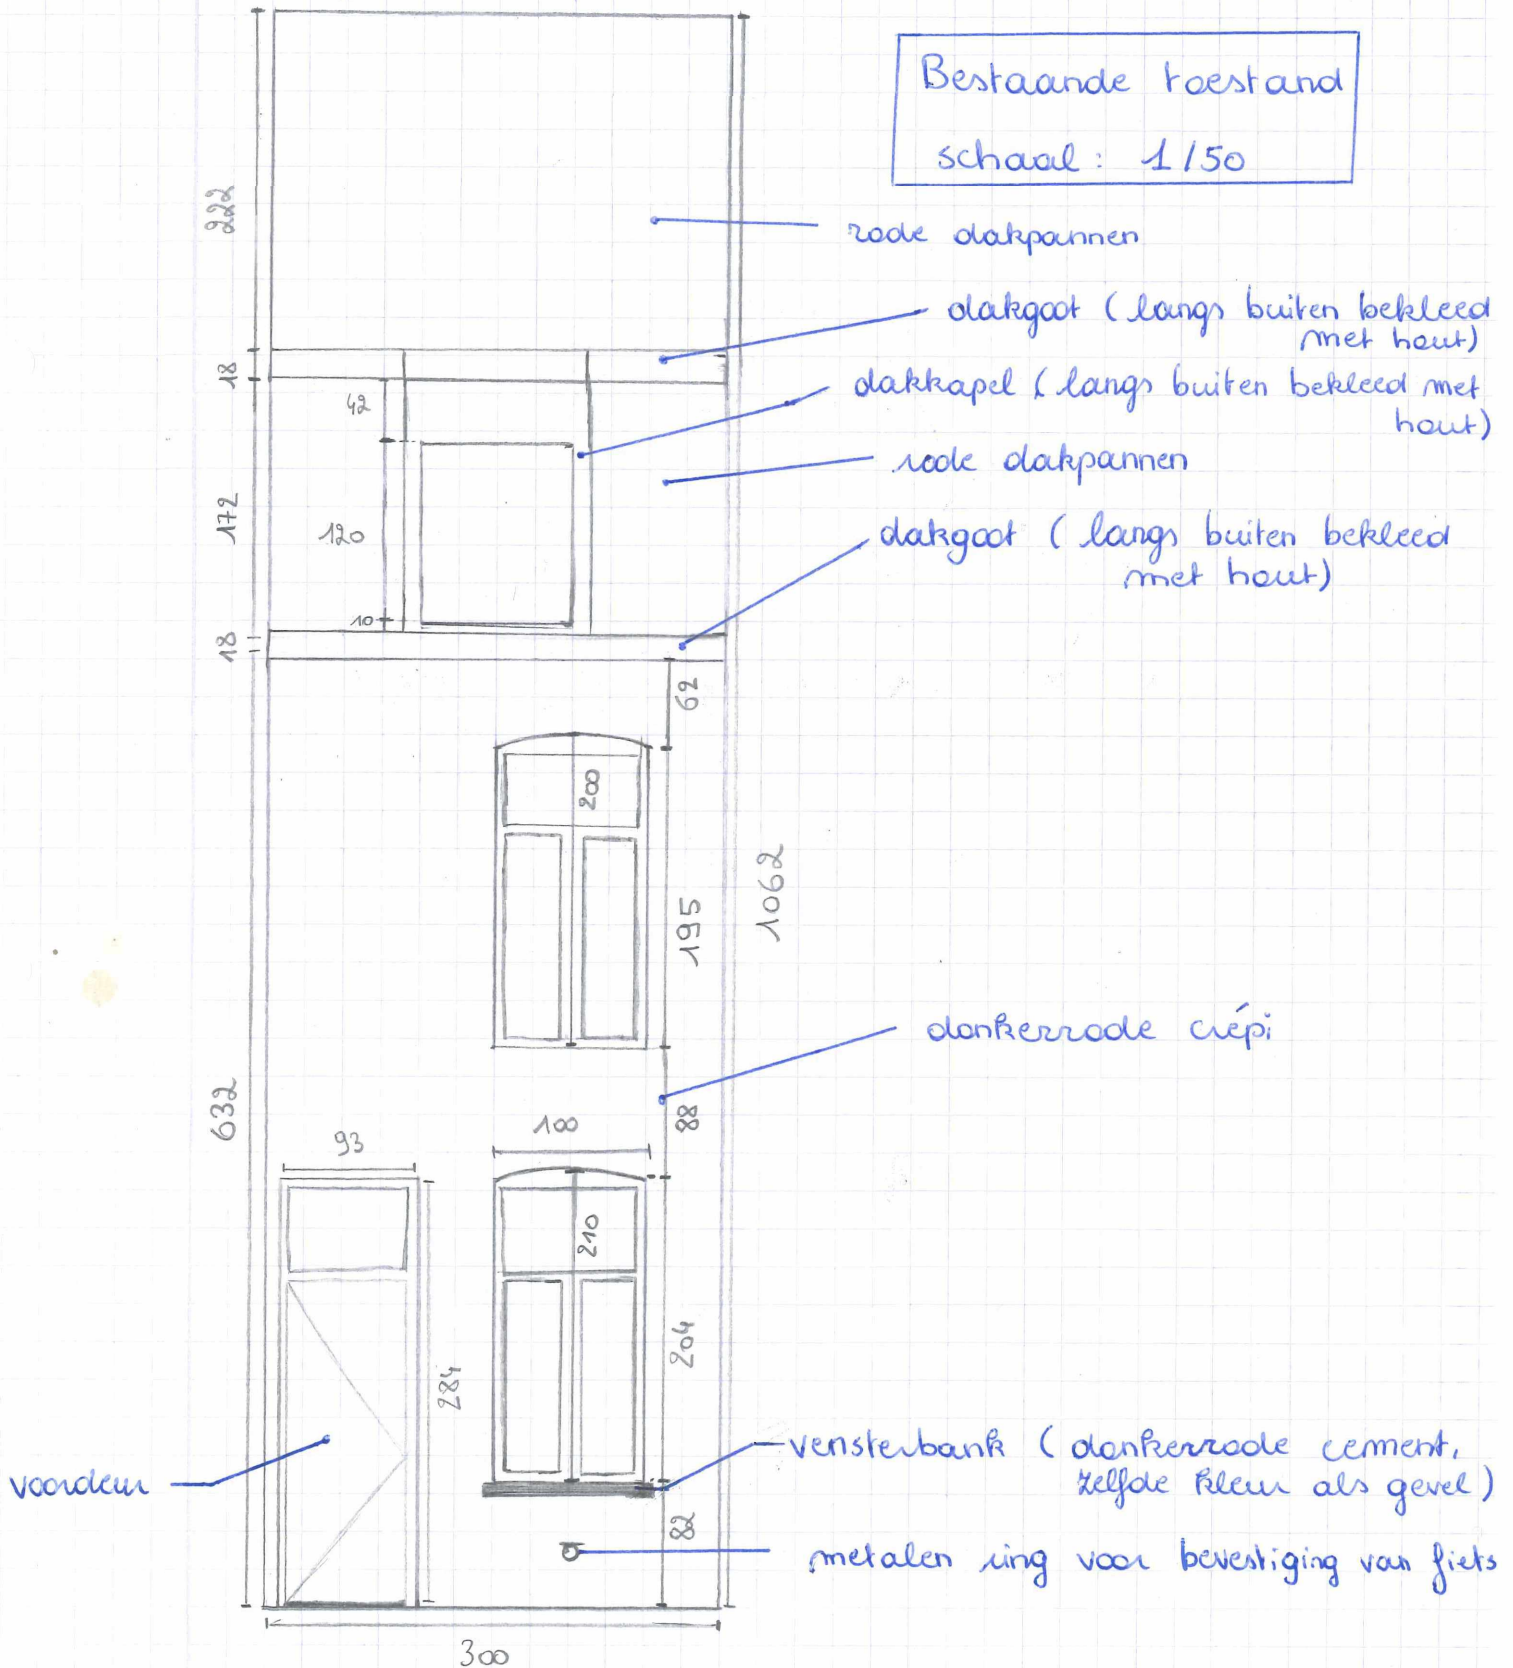 Bestaande toestand
schaal: 1/50
222
rode dakpannen
dakgoot (langs buiten bekleed
met hout)
18
dakkapel (langs buiten bekleed met
hout)
42
rode dakpannen
172
120
dakgoot (langs buiten bekleed
met hout)
10
18
62
200
195
1062
donkerrode crépi
632
88
100
93
210
204
284
vensterbank (donkerrode cement,
zelfde kleur als gevel)
voordeur
82
metalen ring voor bevestiging van fiets
300